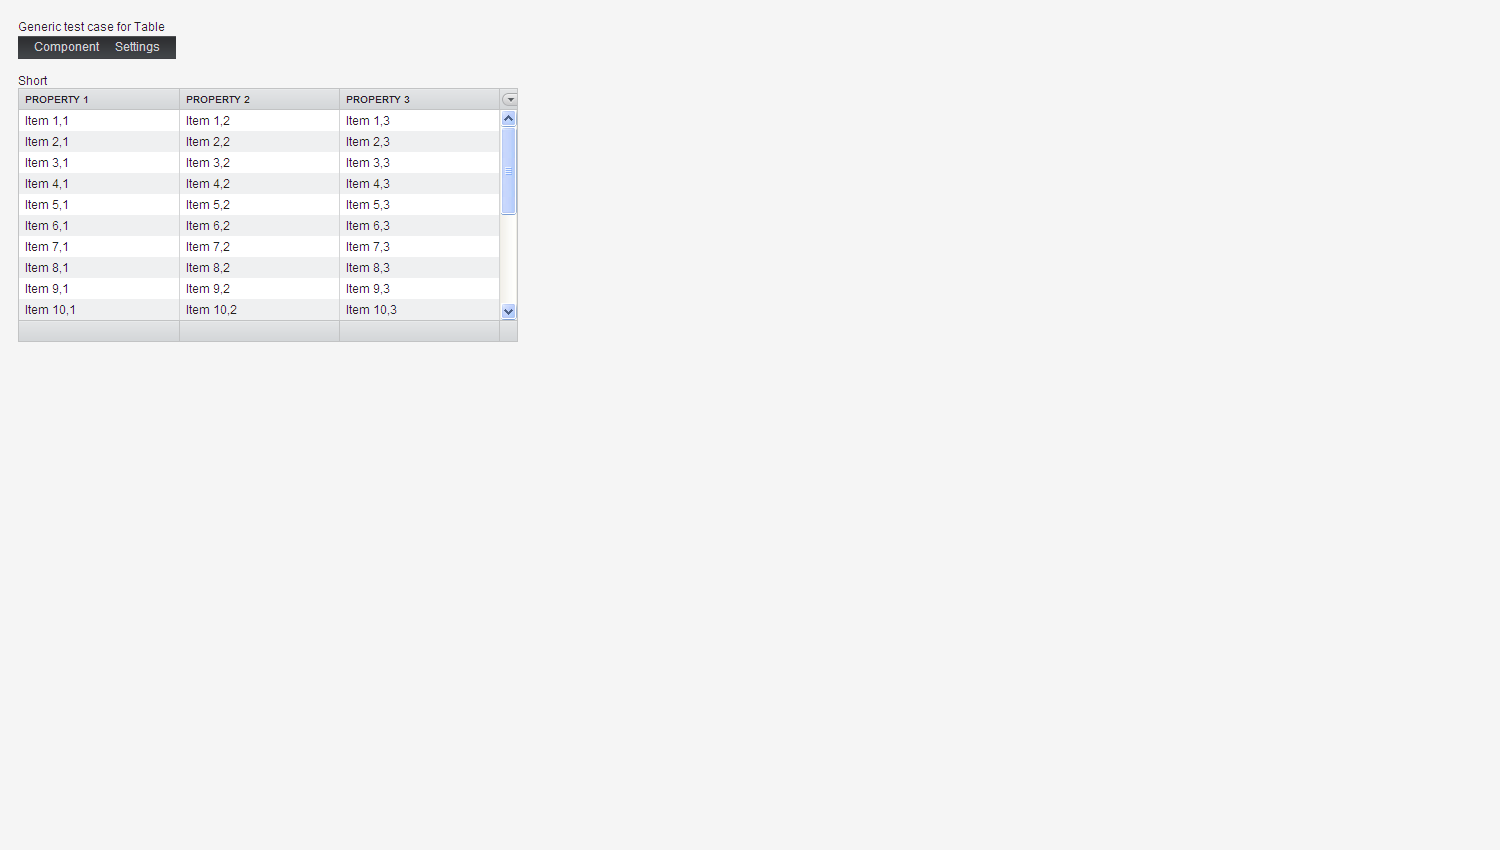 Generic test case for Table
Component Settings
Short
PROPERTY 1 PROPERTY 2 PROPERTY 3
Item 1,1 Item 1,2 Item 1,3
Item 2,1 Item 2,2 Item 2,3
Item 3,1 Item 3,2 Item 3,3
Item 4,1 Item 4,2 Item 4,3
Item 5,1 Item 5,2 Item 5,3
Item 6,1 Item 6,2 Item 6,3
Item 7,1 Item 7,2 Item 7,3
Item 8,1 Item 8,2 Item 8,3
Item 9,1 Item 9,2 Item 9,3
Item 10,1 Item 10,2 Item 10,3